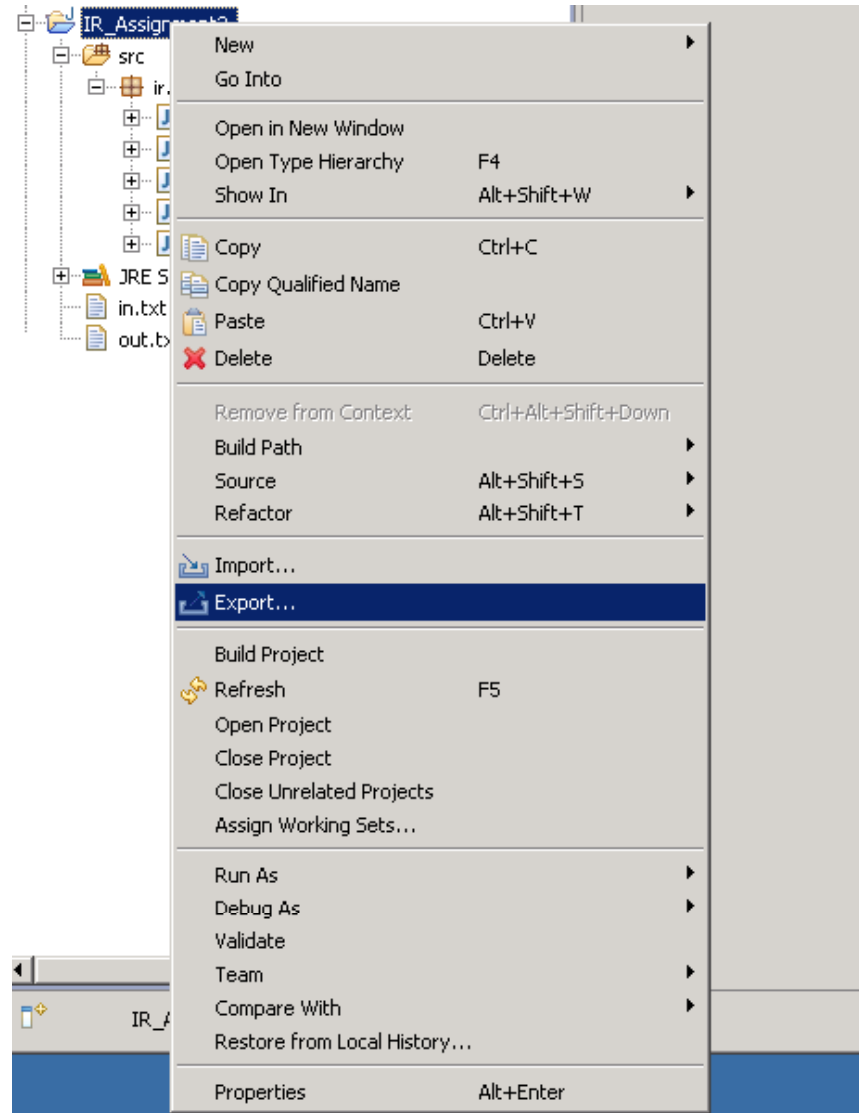 IR_Assignment2
src
ir.
JRE S
in.txt
out.tx
New
Go Into
Open in New Window
Open Type Hierarchy F4
Show In Alt+Shift+W
Copy Ctrl+C
Copy Qualified Name
Paste Ctrl+V
Delete Delete
Remove from Context Ctrl+Alt+Shift+Down
Build Path
Source Alt+Shift+S
Refactor Alt+Shift+T
Import...
Export...
Build Project
Refresh F5
Open Project
Close Project
Close Unrelated Projects
Assign Working Sets...
Run As
Debug As
Validate
Team
Compare With
Restore from Local History...
Properties Alt+Enter
IR_A